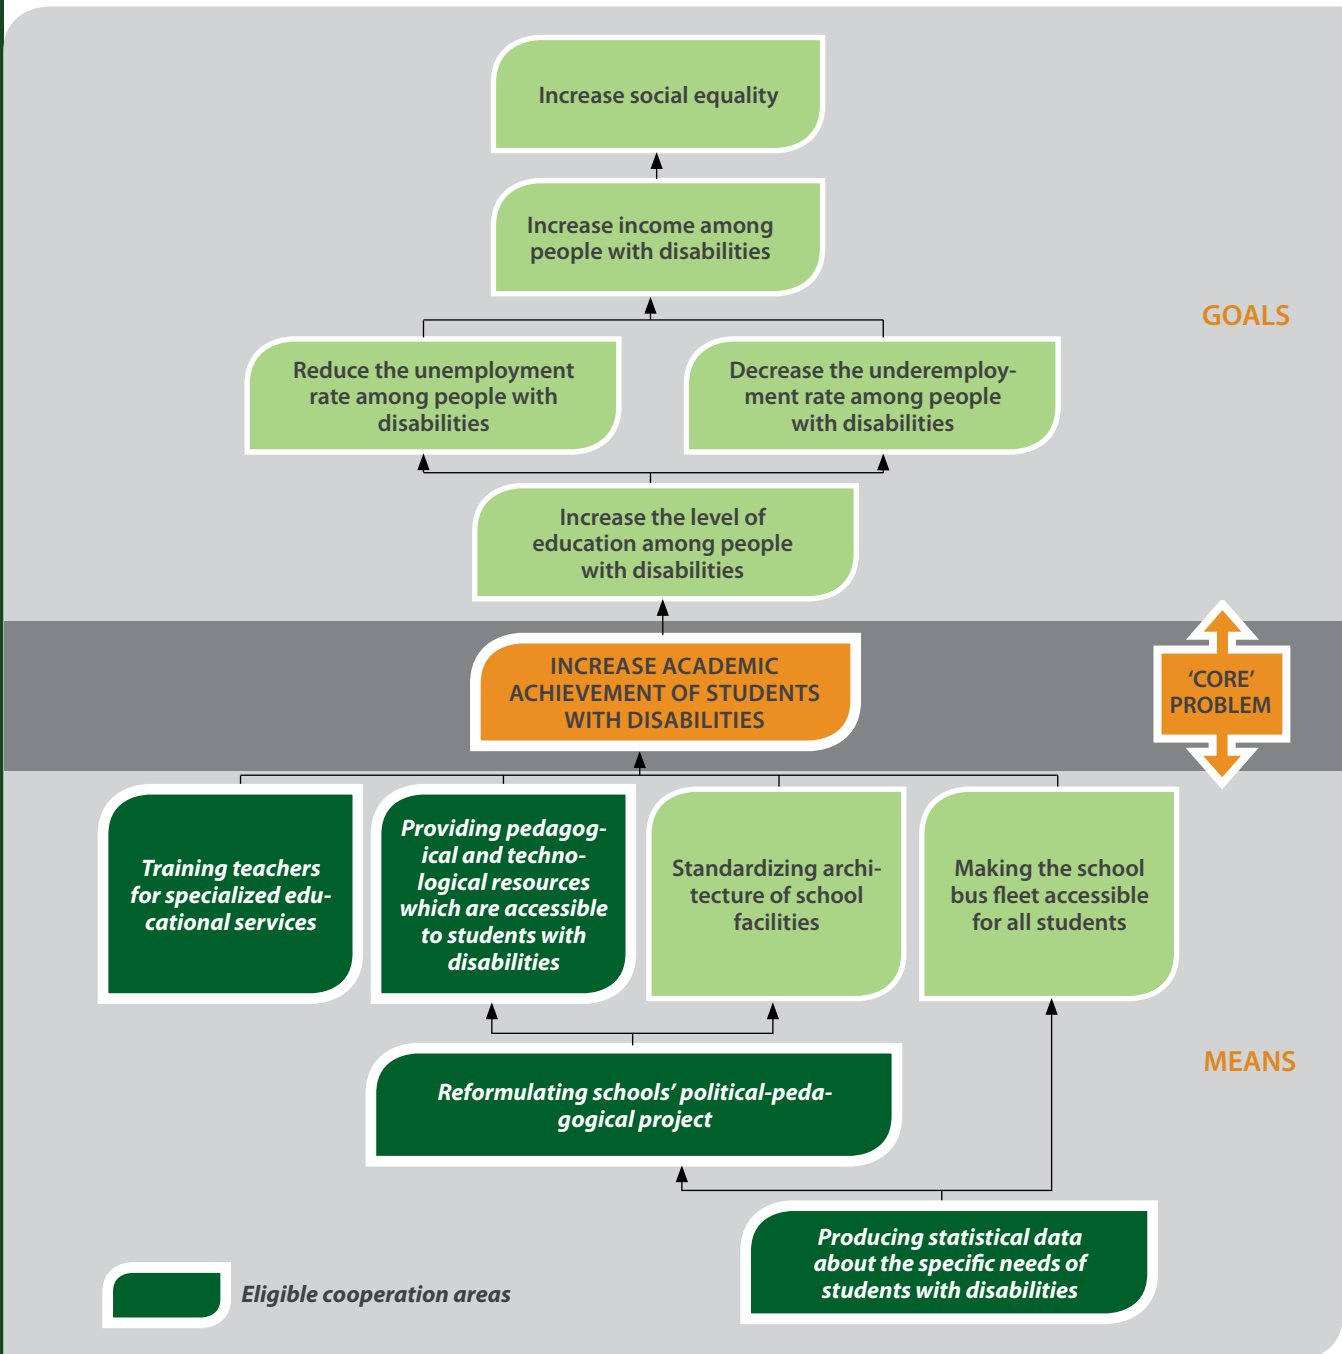 Increase social equality
Increase income among
people with disabilities
GOALS
Reduce the unemployment
rate among people with
disabilities
Decrease the underemploy-
ment rate among people
with disabilities
Increase the level of
education among people
with disabilities
INCREASE ACADEMIC
ACHIEVEMENT OF STUDENTS
WITH DISABILITIES
‘CORE’
PROBLEM
Training teachers
for specialized edu-
cational services
Providing pedagog-
ical and techno-
logical resources
which are accessible
to students with
disabilities
Standardizing archi-
tecture of school
facilities
Making the school
bus fleet accessible
for all students
MEANS
Reformulating schools’ political-peda-
gogical project
Producing statistical data
about the specific needs of
students with disabilities
Eligible cooperation areas